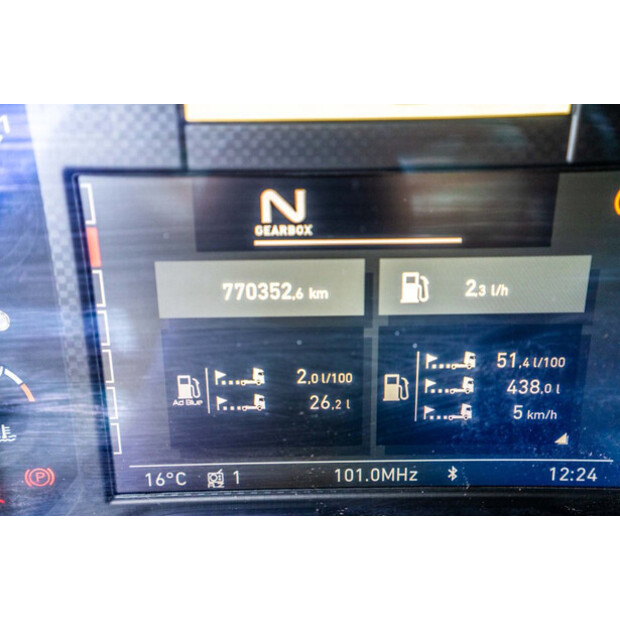 N
GEARBOX
770352,6 km
2,3 l/h
Ad Blue
2,0 l/100
26,2 l
51,4 l/100
438,0 l
5 km/h
16°C 1 101.0MHz 12:24
P